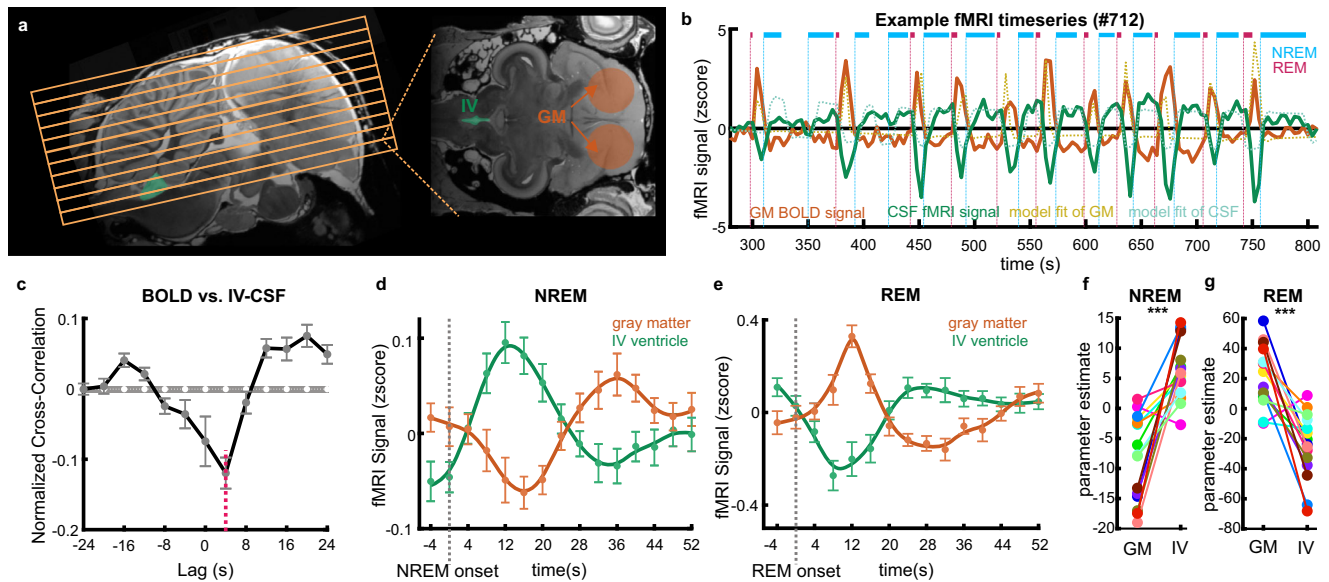 a
IV
GM
b
Example fMRI timeseries (#712)
fMRI signal (zscore)
5
0
-5
NREM
REM
GM BOLD signal
CSF fMRI signal
model fit of GM
model fit of CSF
300 350 400 450 500 550 600 650 700 750 800
time (s)
c
BOLD vs. IV-CSF
Normalized Cross-Correlation
0.1
0
-0.1
-0.2
-24 -16 -8 0 8 16 24
Lag (s)
d
NREM
gray matter
IV ventricle
fMRI Signal (zscore)
0.1
0
-0.1
-4 4 12 20 28 36 44 52
NREM onset
time(s)
e
REM
gray matter
IV ventricle
fMRI Signal (zscore)
0.4
0
-0.5
-4 4 12 20 28 36 44 52
REM onset
time(s)
f
NREM
***
parameter estimate
15
10
5
0
-5
-10
-15
-20
GM IV
g
REM
***
parameter estimate
60
40
20
0
-20
-40
-60
-80
GM IV